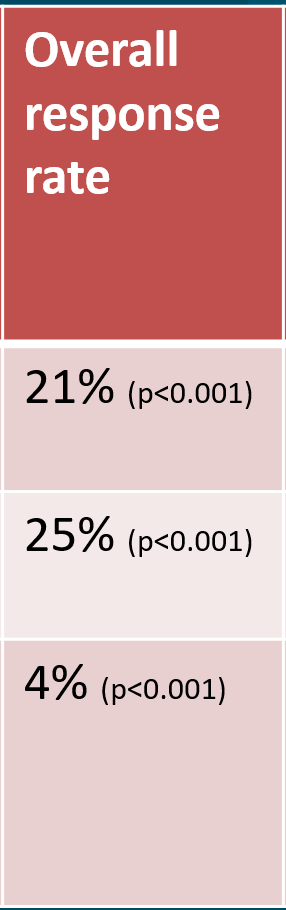 Overall
response
rate
21% (p<0.001)
25% (p<0.001)
4% (p<0.001)